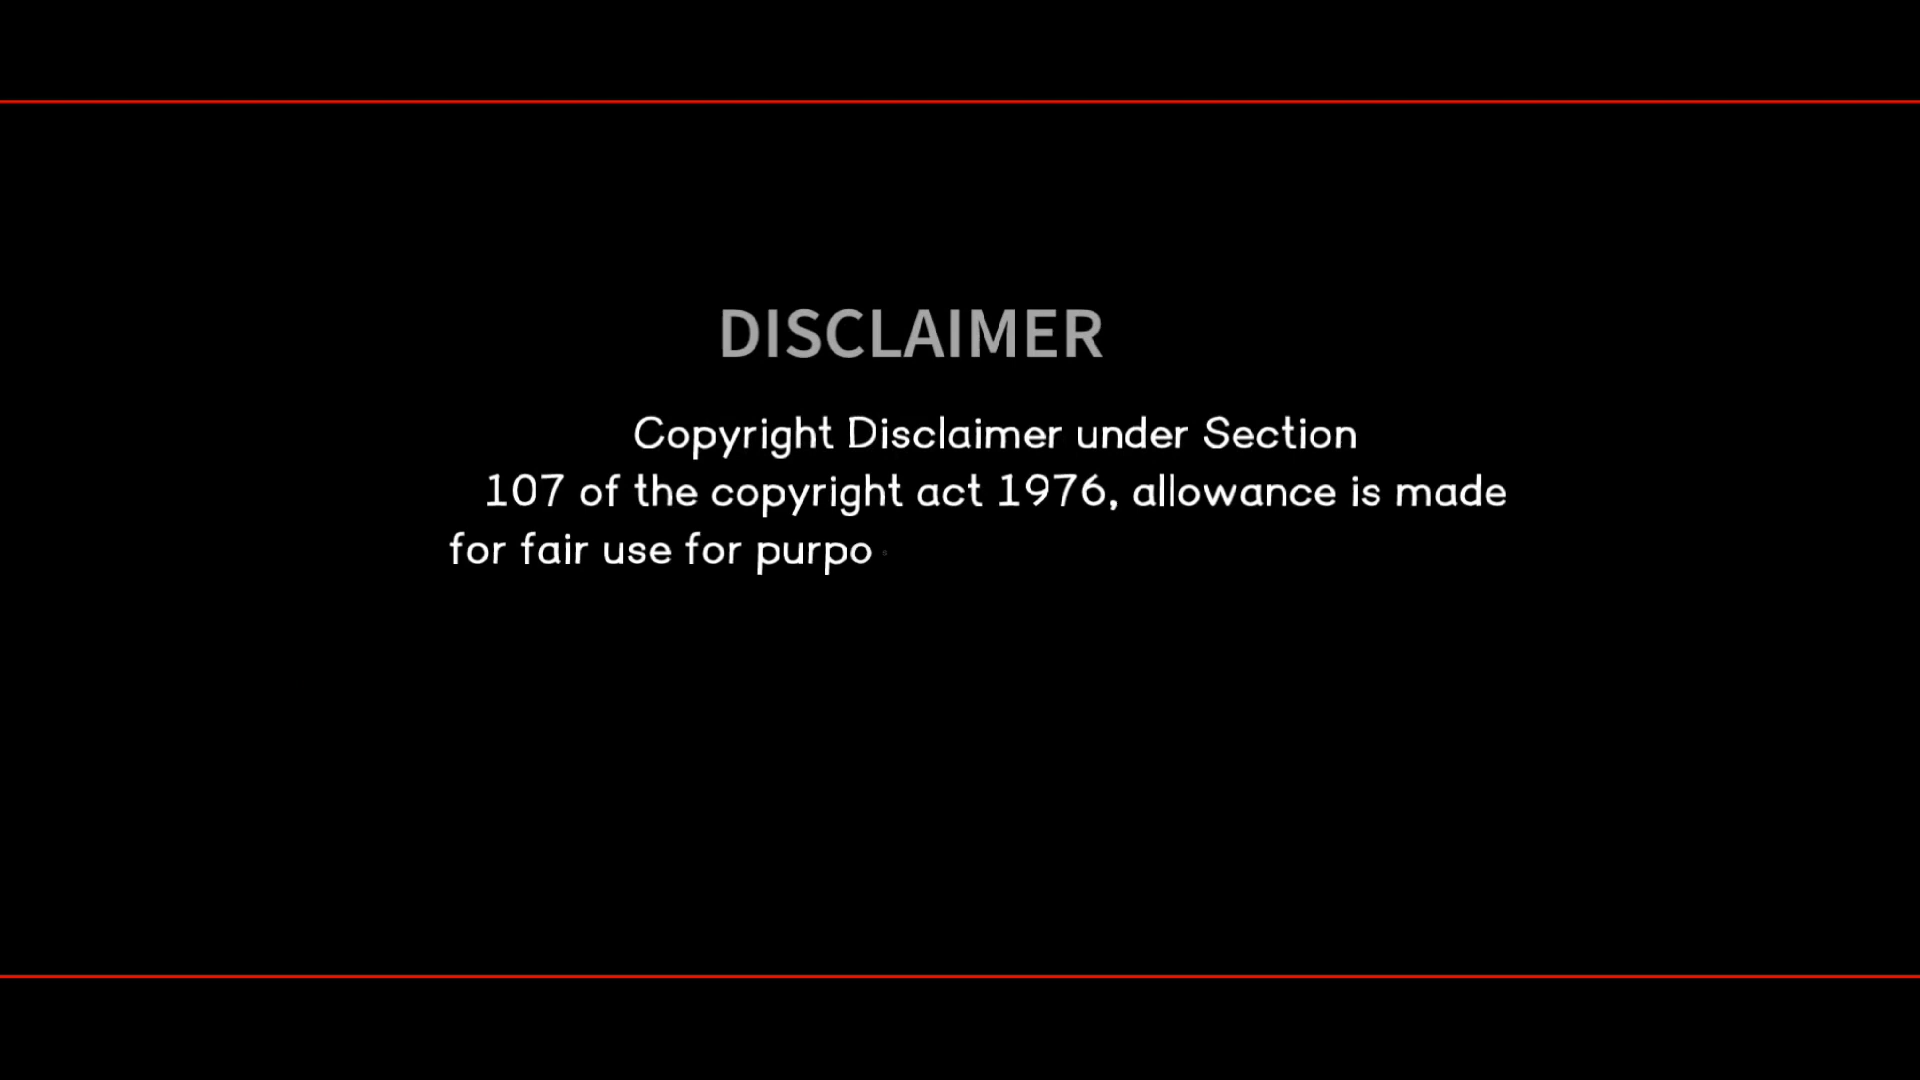 DISCLAIMER
Copyright Disclaimer under Section
107 of the copyright act 1976, allowance is made
for fair use for purpo